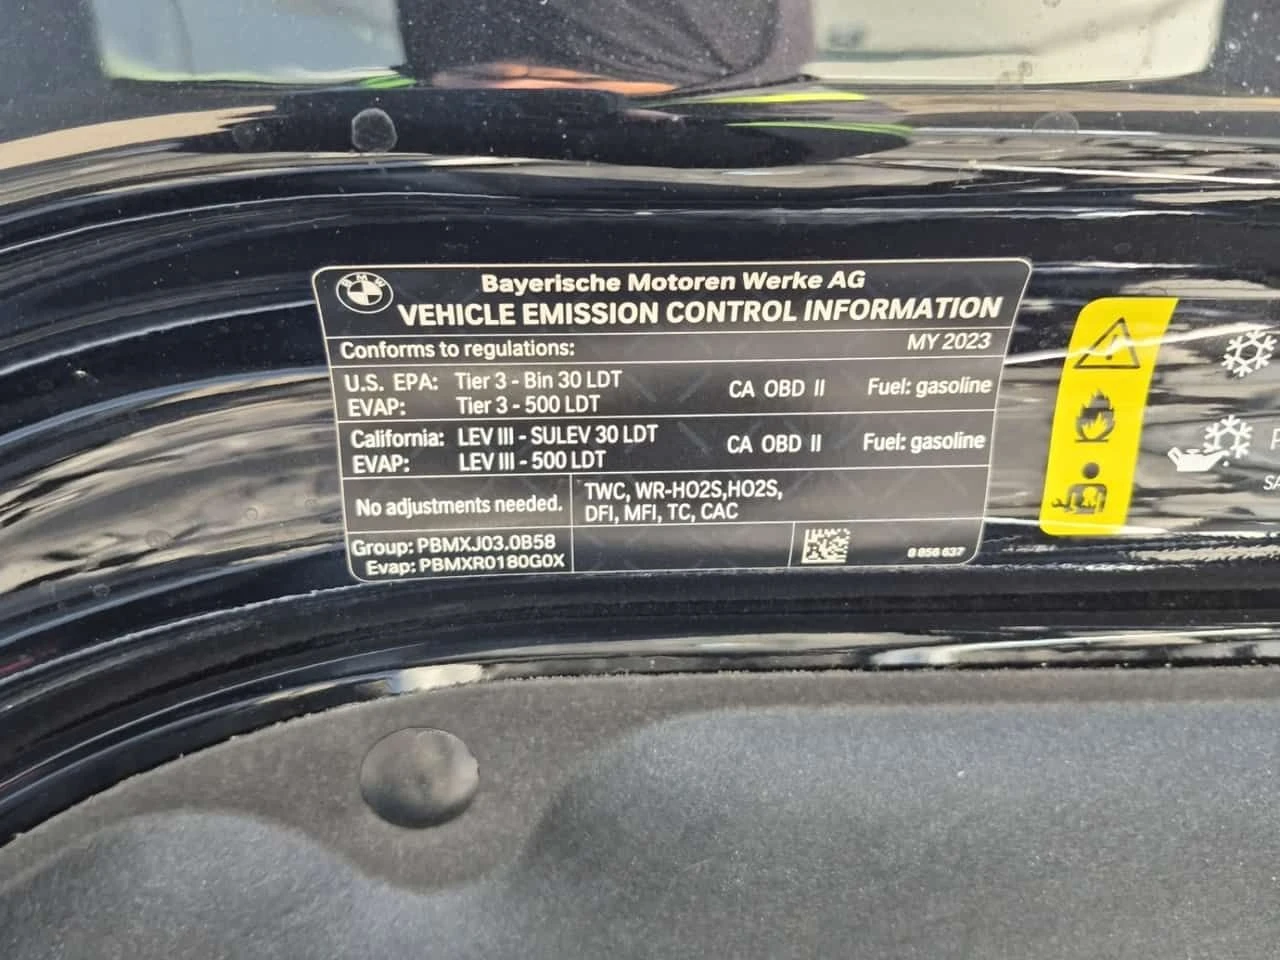 BMW
Bayerische Motoren Werke AG
VEHICLE EMISSION CONTROL INFORMATION
Conforms to regulations: MY 2023
U.S. EPA: Tier 3 - Bin 30 LDT CA OBD II Fuel: gasoline
EVAP: Tier 3 - 500 LDT
California: LEV III - SULEV 30 LDT CA OBD II Fuel: gasoline
EVAP: LEV III - 500 LDT
No adjustments needed.
TWC, WR-HO2S,HO2S,
DFI, MFI, TC, CAC
Group: PBMXJ03.0B58
Evap: PBMXR0180G0X
8 856 637
SA